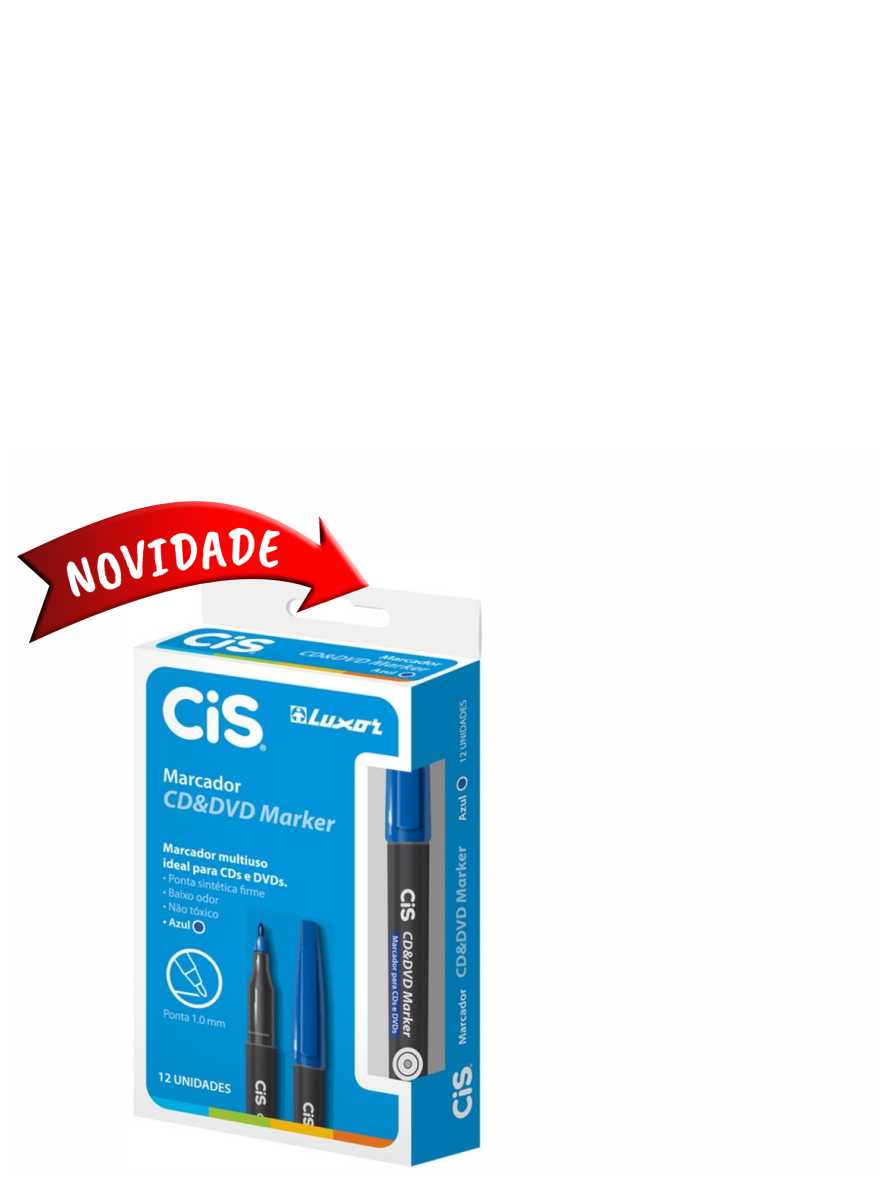 NOVIDADE
CiS
Marcador
CD&DVD Marker
Azul
CiS®
Luxor
Marcador
CD&DVD Marker
Marcador multiuso
ideal para CDs e DVDs.
• Ponta sintética firme
• Baixo odor
• Não tóxico
• Azul
Ponta 1.0 mm
12 UNIDADES
CiS
CiS
CiS CD&DVD Marker
Marcador para CDs e DVDs
CiS Marcador CD&DVD Marker Azul 12 UNIDADES